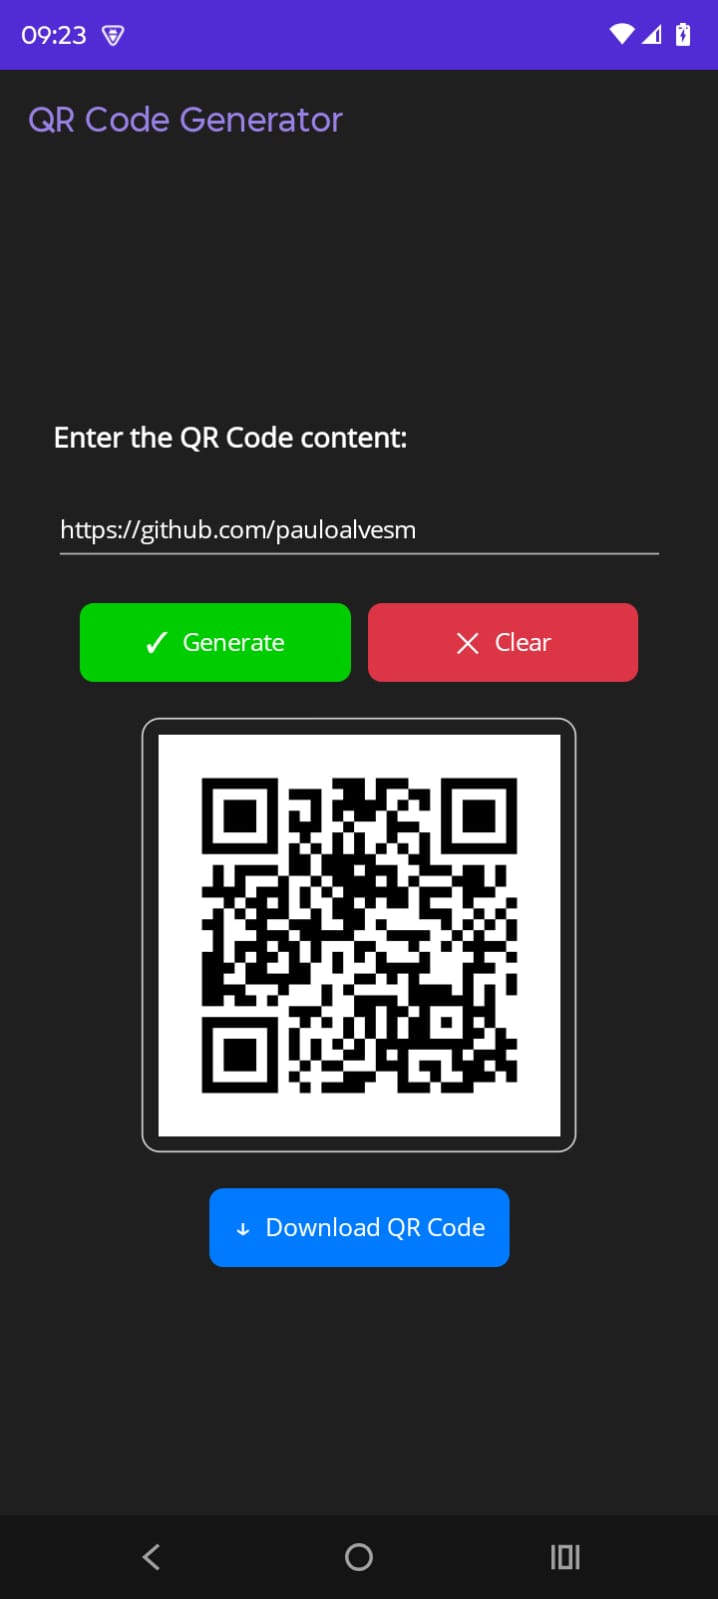 09:23
QR Code Generator
Enter the QR Code content:
https://github.com/pauloalvesm
✓ Generate
✕ Clear
↓ Download QR Code